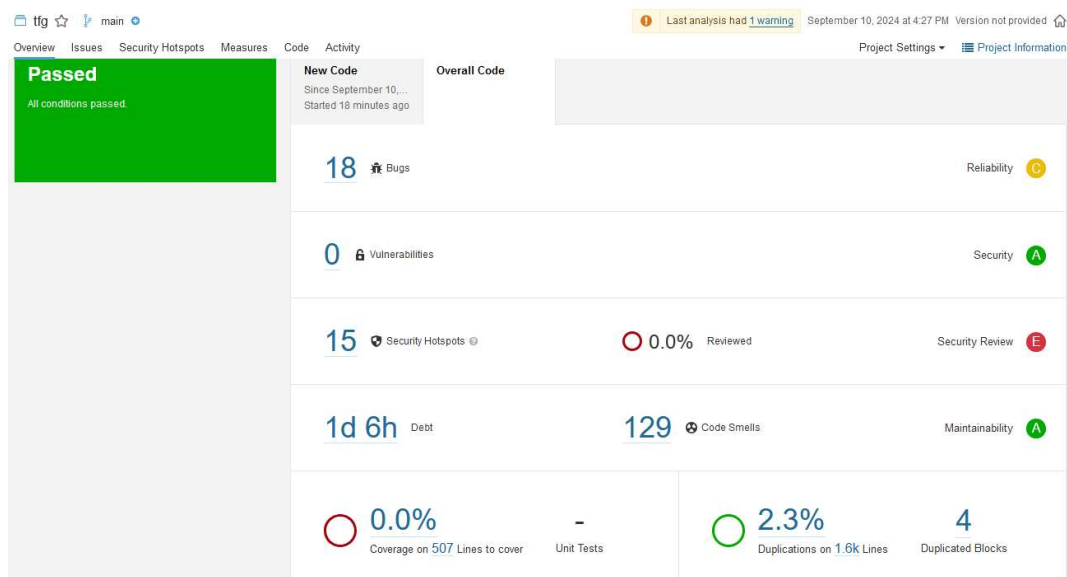 tfg main
Last analysis had 1 warning September 10, 2024 at 4:27 PM Version not provided
Overview Issues Security Hotspots Measures Code Activity
Project Settings Project Information
Passed
All conditions passed.
New Code
Since September 10,...
Started 18 minutes ago
Overall Code
18 Bugs
Reliability C
0 Vulnerabilities
Security A
15 Security Hotspots
0.0% Reviewed
Security Review E
1d 6h Debt
129 Code Smells
Maintainability A
0.0%
Coverage on 507 Lines to cover
-
Unit Tests
2.3%
Duplications on 1.6k Lines
4
Duplicated Blocks